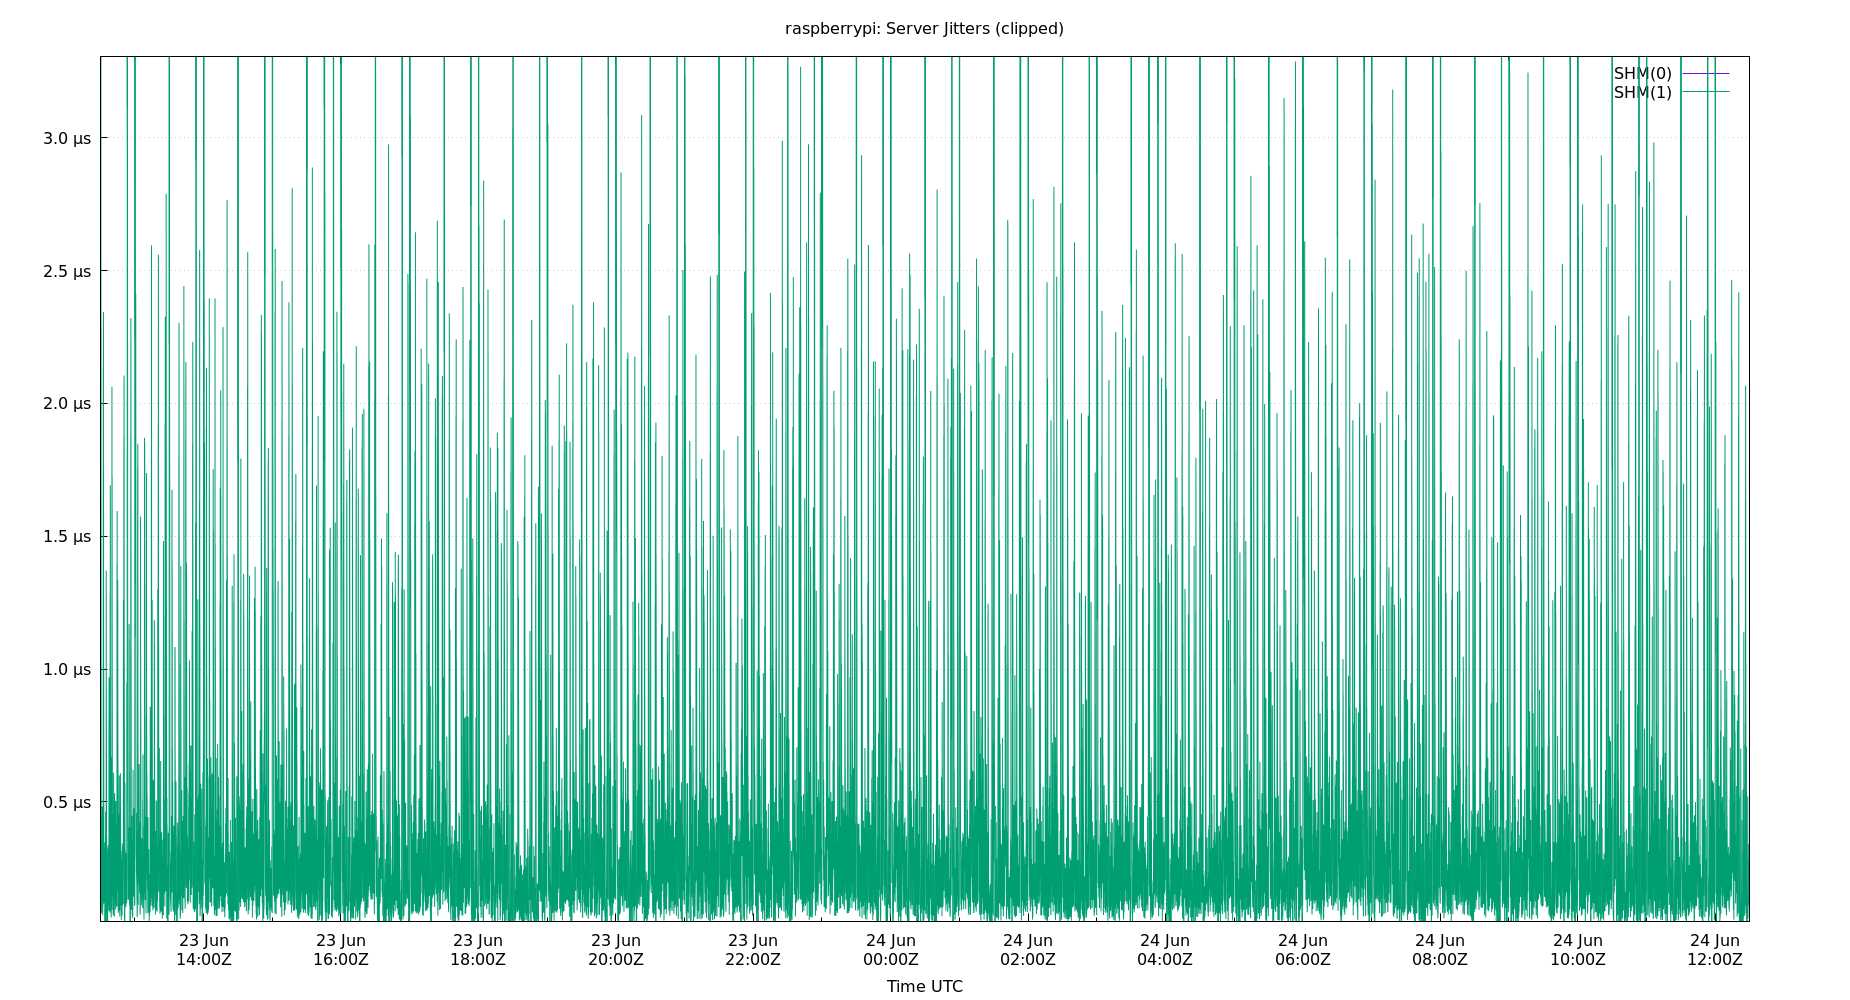 raspberrypi: Server Jitters (clipped)
SHM(0)
SHM(1)
3.0 µs
2.5 µs
2.0 µs
1.5 µs
1.0 µs
0.5 µs
23 Jun 23 Jun 23 Jun 23 Jun 23 Jun 24 Jun 24 Jun 24 Jun 24 Jun 24 Jun 24 Jun 24 Jun
14:00Z 16:00Z 18:00Z 20:00Z 22:00Z 00:00Z 02:00Z 04:00Z 06:00Z 08:00Z 10:00Z 12:00Z
Time UTC